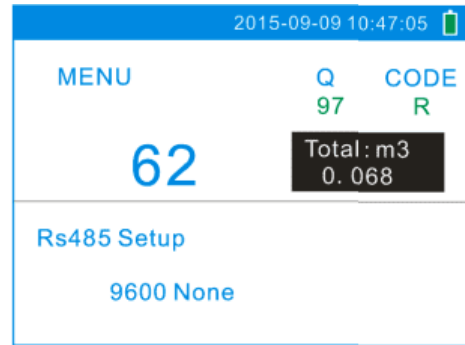 2015-09-09 10:47:05
MENU Q CODE
97 R
62 Total: m3
0. 068
Rs485 Setup
9600 None